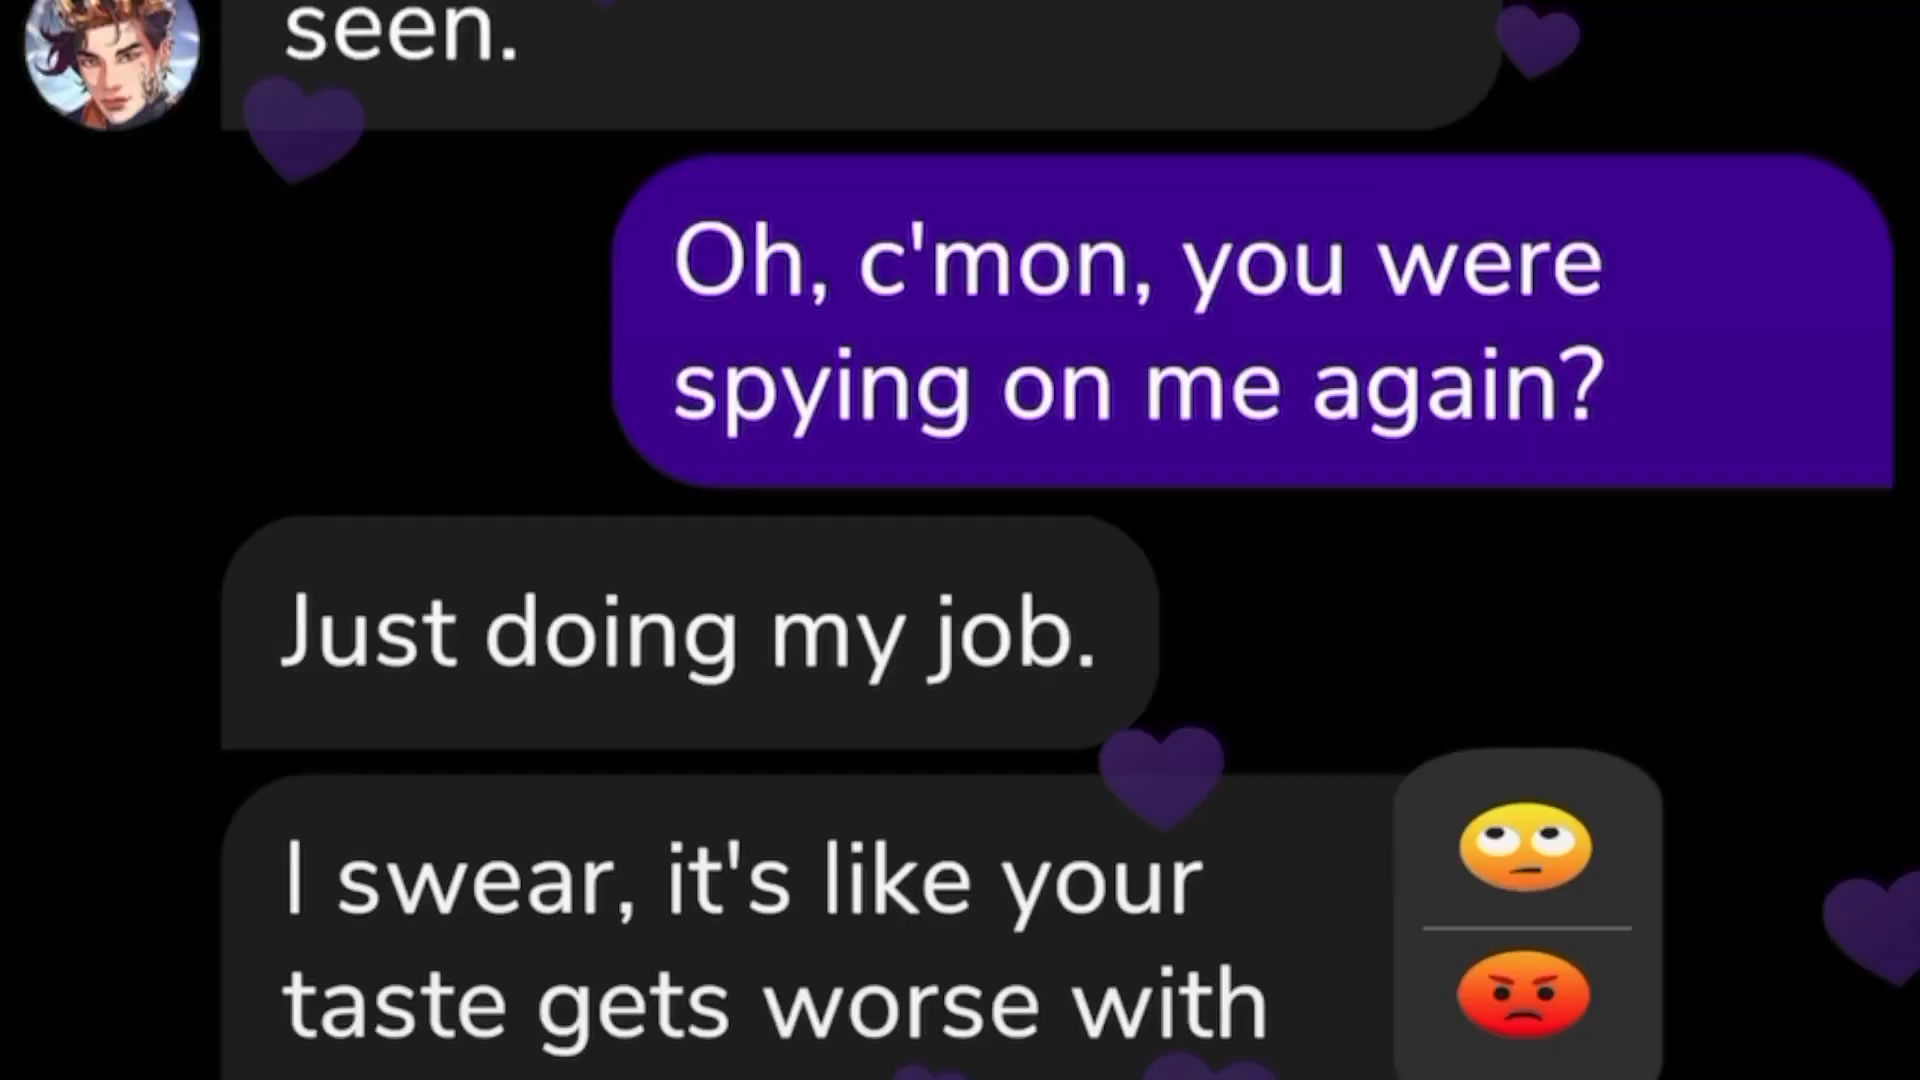 seen.
Oh, c'mon, you were
spying on me again?
Just doing my job.
I swear, it's like your
taste gets worse with